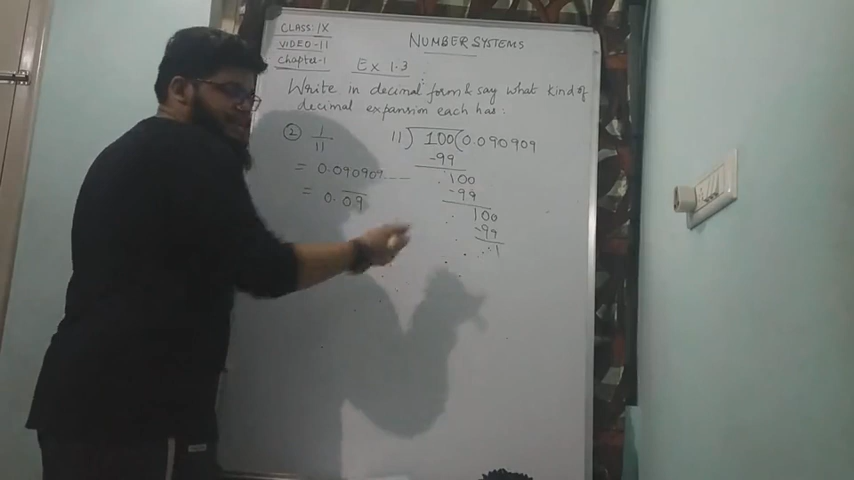 CLASS: IX
VIDEO-11
Chapter-1
NUMBER SYSTEMS
Ex 1.3
Write in decimal form & say what kind of
decimal expansion each has:
② 1/11
= 0.090909....
= 0.0̅9̅
11) 100 (0.090909
-99
100
-99
100
-99
1